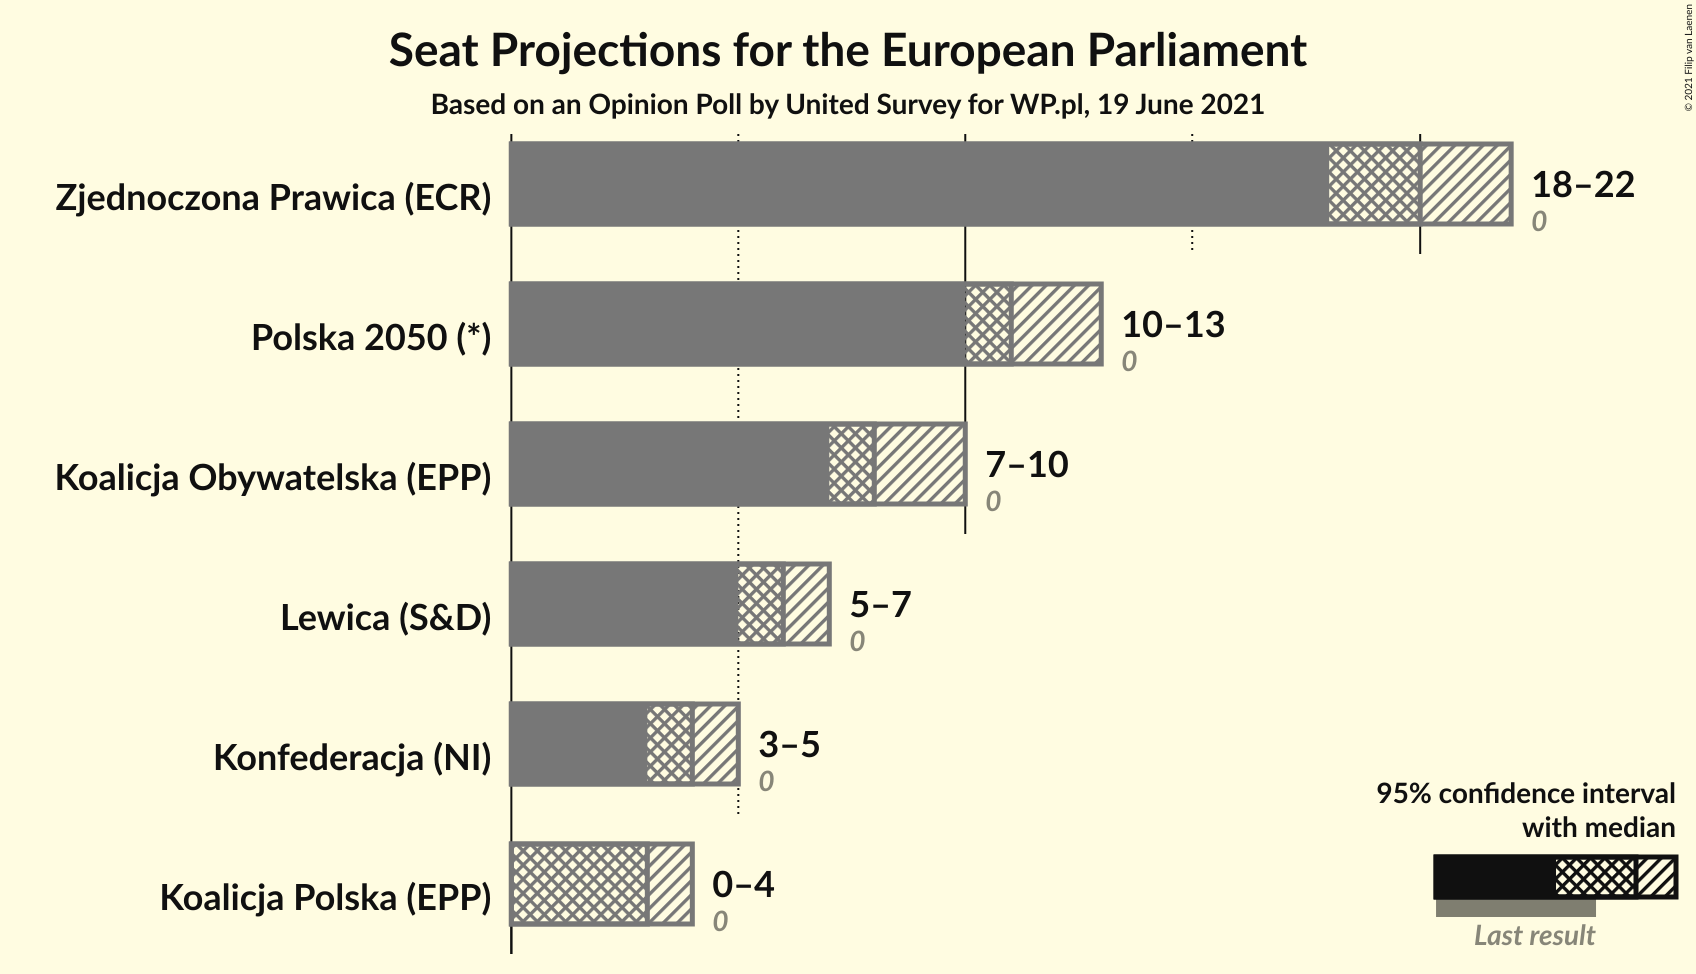 Seat Projections for the European Parliament
Based on an Opinion Poll by United Survey for WP.pl, 19 June 2021
© 2021 Filip van Laenen
Zjednoczona Prawica (ECR)
18–22
0
Polska 2050 (*)
10–13
0
Koalicja Obywatelska (EPP)
7–10
0
Lewica (S&D)
5–7
0
Konfederacja (NI)
3–5
0
Koalicja Polska (EPP)
0–4
0
95% confidence interval
with median
Last result